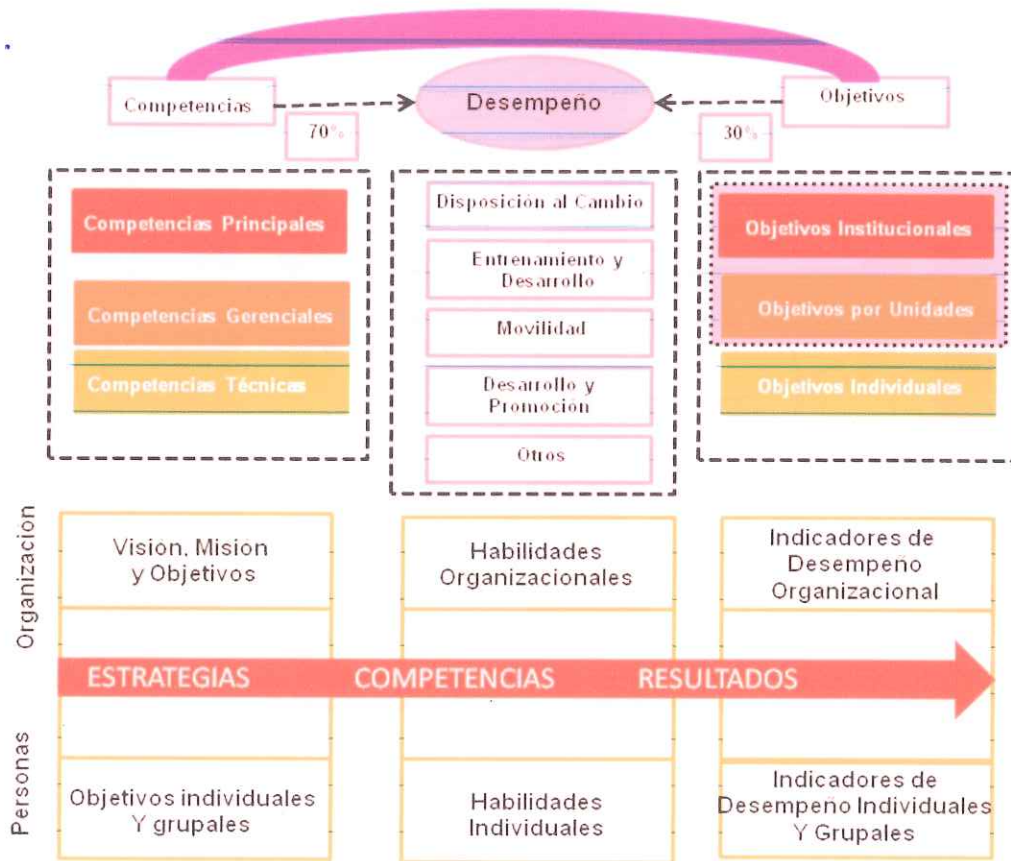 Competencias
Desempeño
Objetivos
70%
30%
Competencias Principales
Competencias Gerenciales
Competencias Técnicas
Disposición al Cambio
Entrenamiento y
Desarrollo
Movilidad
Desarrollo y
Promoción
Otros
Objetivos Institucionales
Objetivos por Unidades
Objetivos Individuales
Organizacion
Visión, Misión
y Objetivos
Habilidades
Organizacionales
Indicadores de
Desempeño
Organizacional
ESTRATEGIAS
COMPETENCIAS
RESULTADOS
Personas
Objetivos individuales
Y grupales
Habilidades
Individuales
Indicadores de
Desempeño Individuales
Y Grupales